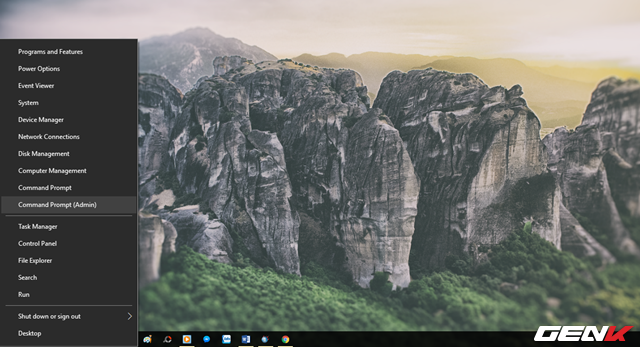 Programs and Features
Power Options
Event Viewer
System
Device Manager
Network Connections
Disk Management
Computer Management
Command Prompt
Command Prompt (Admin)
Task Manager
Control Panel
File Explorer
Search
Run
Shut down or sign out
Desktop
GENK